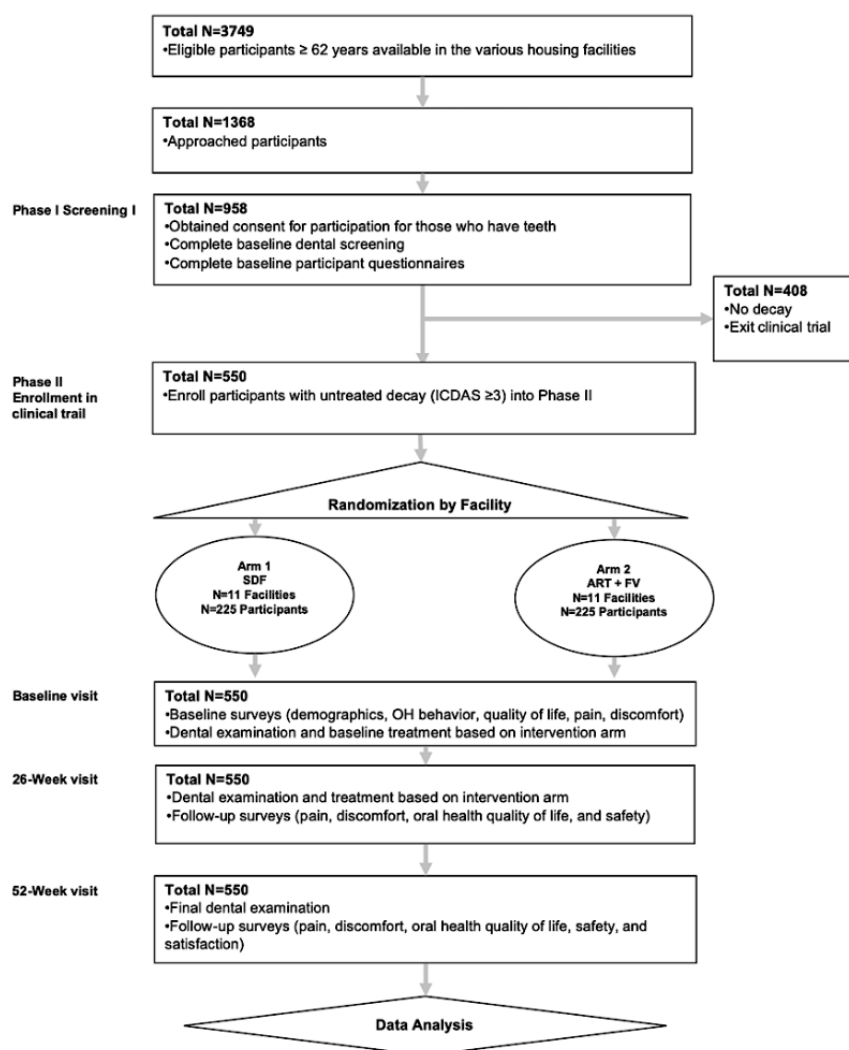 Total N=3749
•Eligible participants ≥ 62 years available in the various housing facilities
Total N=1368
•Approached participants
Phase I Screening I
Total N=958
•Obtained consent for participation for those who have teeth
•Complete baseline dental screening
•Complete baseline participant questionnaires
Total N=408
•No decay
•Exit clinical trial
Phase II
Enrollment in
clinical trail
Total N=550
•Enroll participants with untreated decay (ICDAS ≥3) into Phase II
Randomization by Facility
Arm 1
SDF
N=11 Facilities
N=225 Participants
Arm 2
ART + FV
N=11 Facilities
N=225 Participants
Baseline visit
Total N=550
•Baseline surveys (demographics, OH behavior, quality of life, pain, discomfort)
•Dental examination and baseline treatment based on intervention arm
26-Week visit
Total N=550
•Dental examination and treatment based on intervention arm
•Follow-up surveys (pain, discomfort, oral health quality of life, and safety)
52-Week visit
Total N=550
•Final dental examination
•Follow-up surveys (pain, discomfort, oral health quality of life, safety, and
satisfaction)
Data Analysis